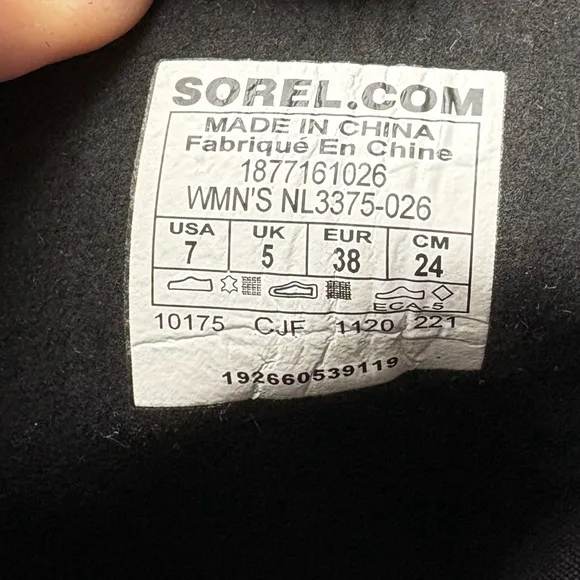 SOREL.COM
MADE IN CHINA
Fabriqué En Chine
1877161026
WMN'S NL3375-026
USA UK EUR CM
7 5 38 24
ECA-5
10175 CJF 1120 221
192660539119